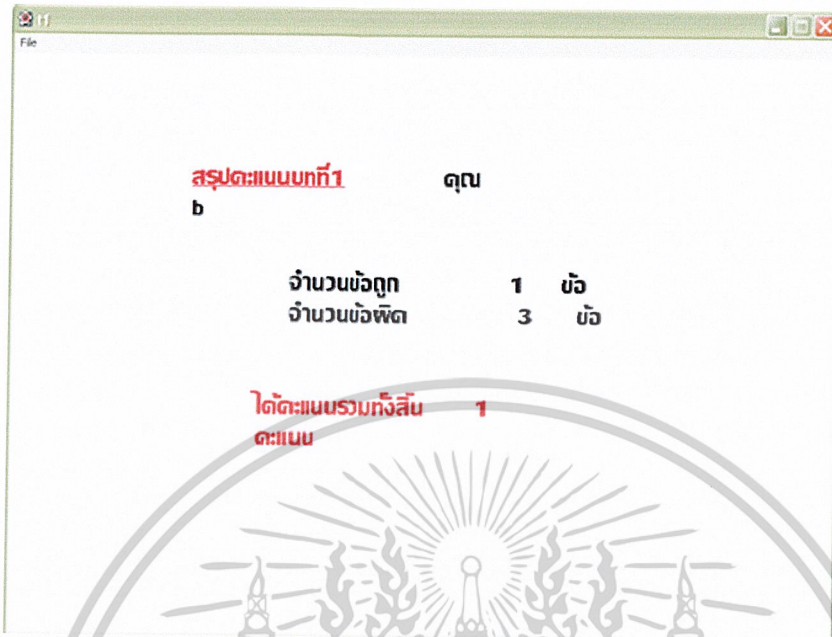 File
สรุปคะแนนบทที่1 คุณ
b
จำนวนข้อถูก 1 ข้อ
จำนวนข้อผิด 3 ข้อ
ได้คะแนนรวมทั้งสิ้น 1
คะแนน